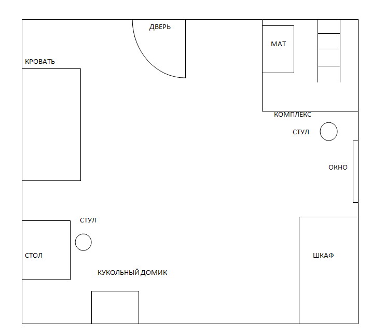 ДВЕРЬ
МАТ
КРОВАТЬ
КОМПЛЕКС
СТУЛ
ОКНО
СТУЛ
СТОЛ
ШКАФ
КУКОЛЬНЫЙ ДОМИК